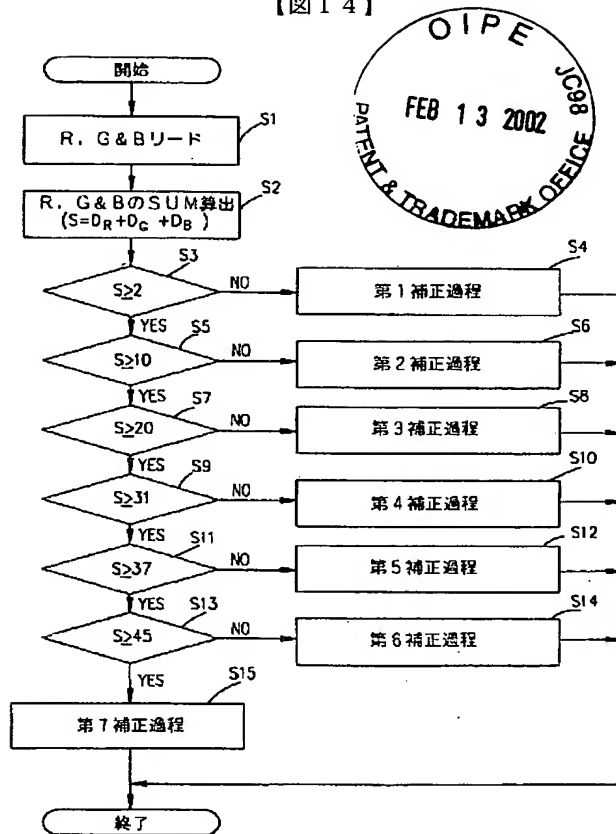 【図14】
OIPE JC98
FEB 13 2002
PATENT & TRADEMARK OFFICE
開始
R, G&Bリード
S1
R, G&BのSUM算出
(S=DR+DG+DB)
S2
S≥2
S3
NO
YES
第1補正過程
S4
S≥10
S5
NO
YES
第2補正過程
S6
S≥20
S7
NO
YES
第3補正過程
S8
S≥31
S9
NO
YES
第4補正過程
S10
S≥37
S11
NO
YES
第5補正過程
S12
S≥45
S13
NO
YES
第6補正過程
S14
第7補正過程
S15
終了